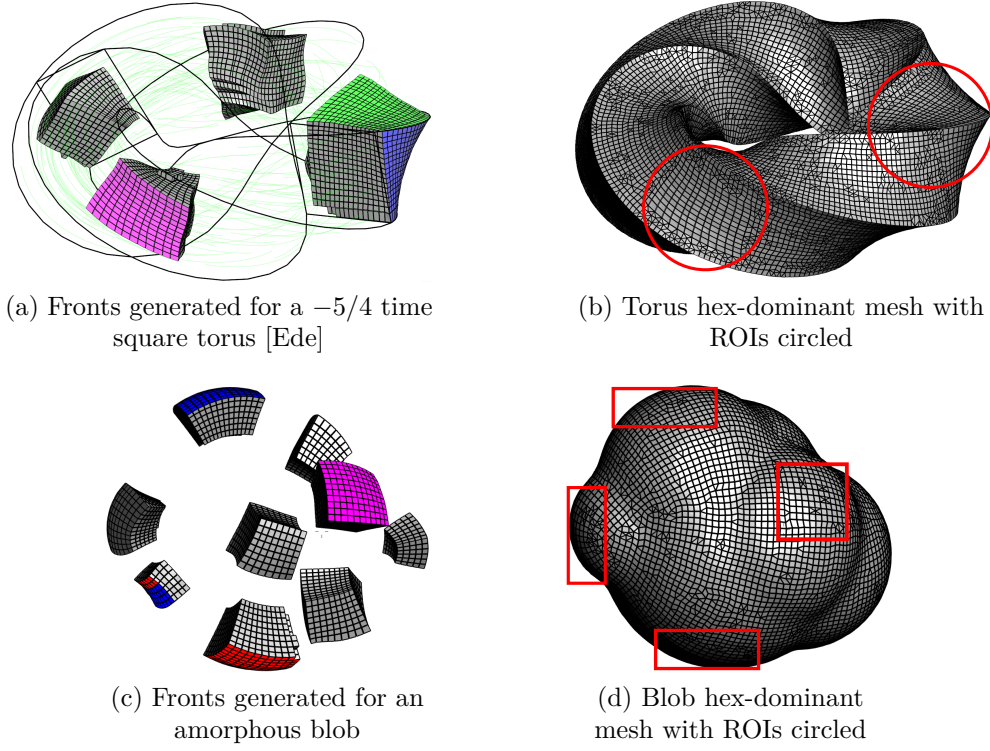 (a) Fronts generated for a −5/4 time
square torus [Ede]
(b) Torus hex-dominant mesh with
ROIs circled
(c) Fronts generated for an
amorphous blob
(d) Blob hex-dominant
mesh with ROIs circled